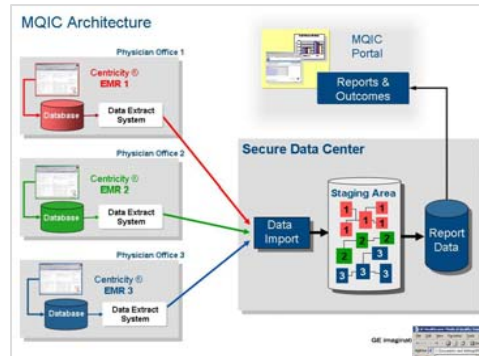 MQIC Architecture
Physician Office 1
Centricity ®
EMR 1
Database
Data Extract
System
Physician Office 2
Centricity ®
EMR 2
Database
Data Extract
System
Physician Office 3
Centricity ®
EMR 3
Database
Data Extract
System
MQIC
Portal
Reports &
Outcomes
Secure Data Center
Data
Import
Staging Area
1 1
1 1
2 2
2 3
3 3 3
Report
Data
GE imaginati